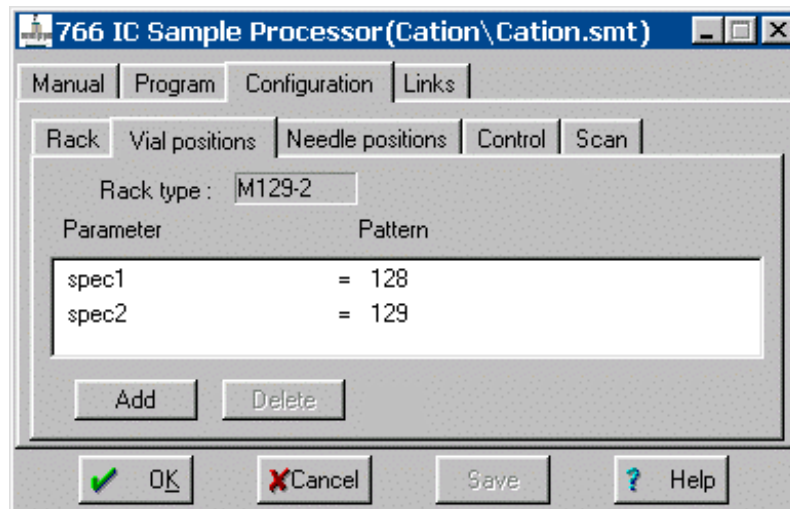 766 IC Sample Processor(Cation\Cation.smt)
Manual Program Configuration Links
Rack Vial positions Needle positions Control Scan
Rack type : M129-2
Parameter Pattern
spec1 = 128
spec2 = 129
Add Delete
OK Cancel Save ? Help